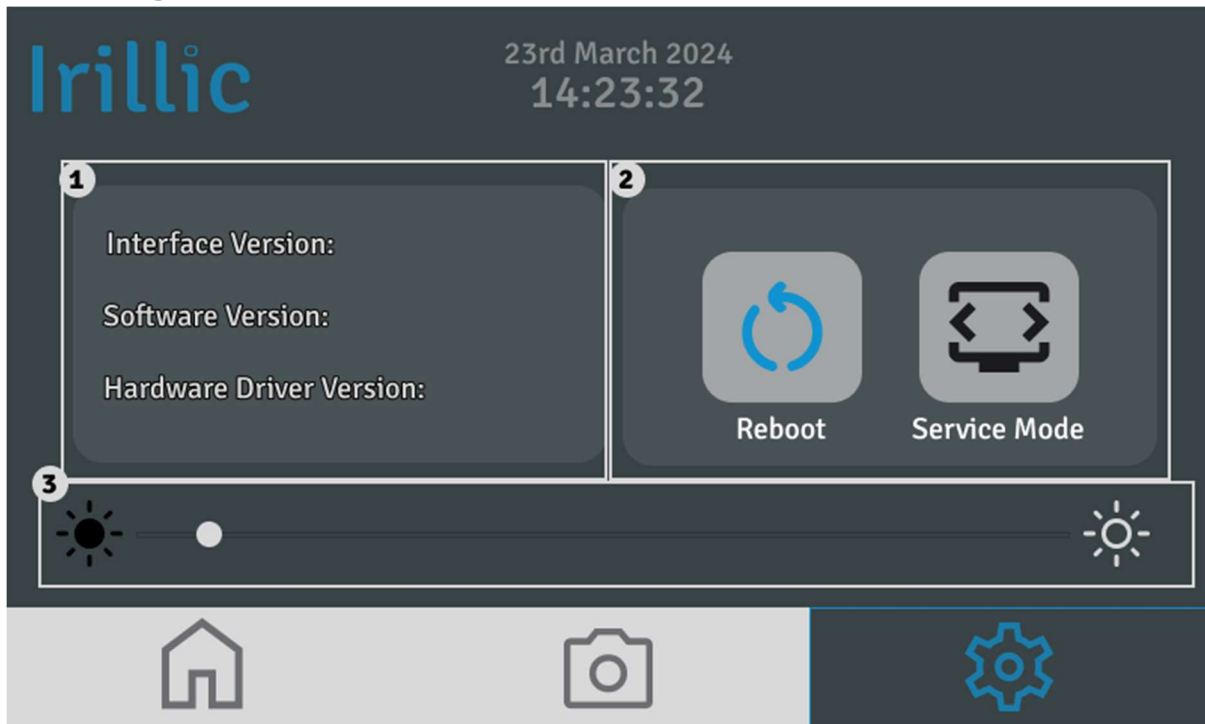 Irillic
23rd March 2024
14:23:32
1
Interface Version:
Software Version:
Hardware Driver Version:
2
Reboot
Service Mode
3